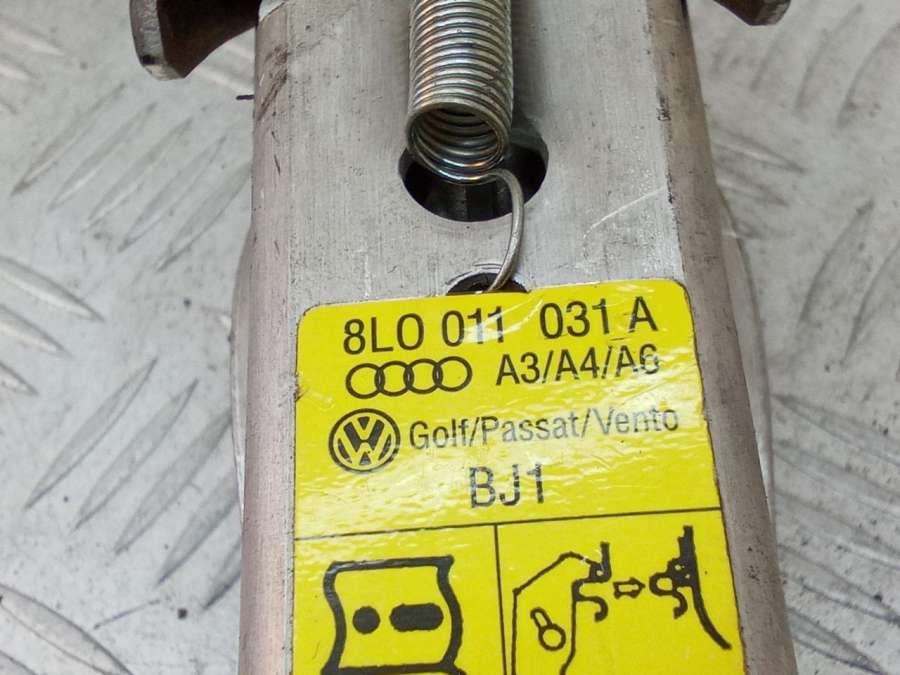 8L0 011 031 A
A3/A4/A6
Golf/Passat/Vento
BJ1